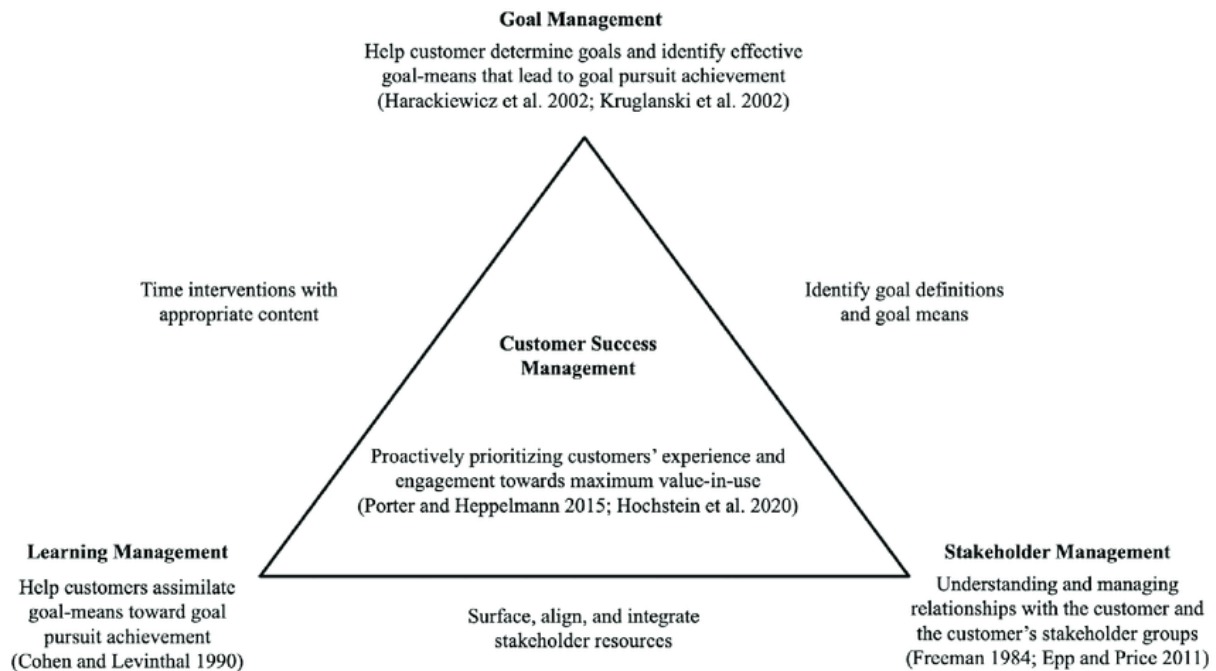 Goal Management
Help customer determine goals and identify effective
goal-means that lead to goal pursuit achievement
(Harackiewicz et al. 2002; Kruglanski et al. 2002)
Time interventions with
appropriate content
Identify goal definitions
and goal means
Customer Success
Management
Proactively prioritizing customers’ experience and
engagement towards maximum value-in-use
(Porter and Heppelmann 2015; Hochstein et al. 2020)
Learning Management
Help customers assimilate
goal-means toward goal
pursuit achievement
(Cohen and Levinthal 1990)
Surface, align, and integrate
stakeholder resources
Stakeholder Management
Understanding and managing
relationships with the customer and
the customer’s stakeholder groups
(Freeman 1984; Epp and Price 2011)